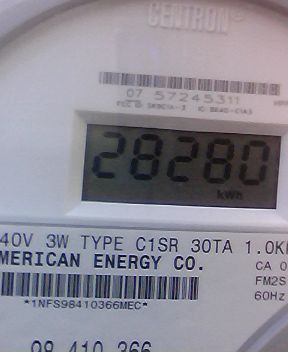 CENTRON®
07 57245311
28280
kWh
40V 3W TYPE C1SR 30TA 1.0K
MERICAN ENERGY CO.
CA 0
FM2S
60Hz
*1NFS98410366MEC*
98 410 366